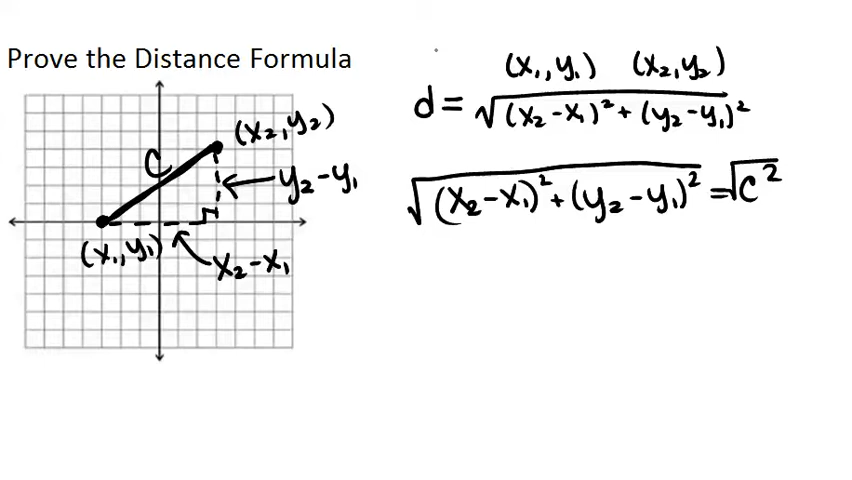 Prove the Distance Formula
(x₁,y₁) (x₂,y₂)
d = √(x₂-x₁)²+(y₂-y₁)²
(x₂,y₂)
C
y₂-y₁
√(x₂-x₁)²+(y₂-y₁)² = √C²
(x₁,y₁)
x₂-x₁